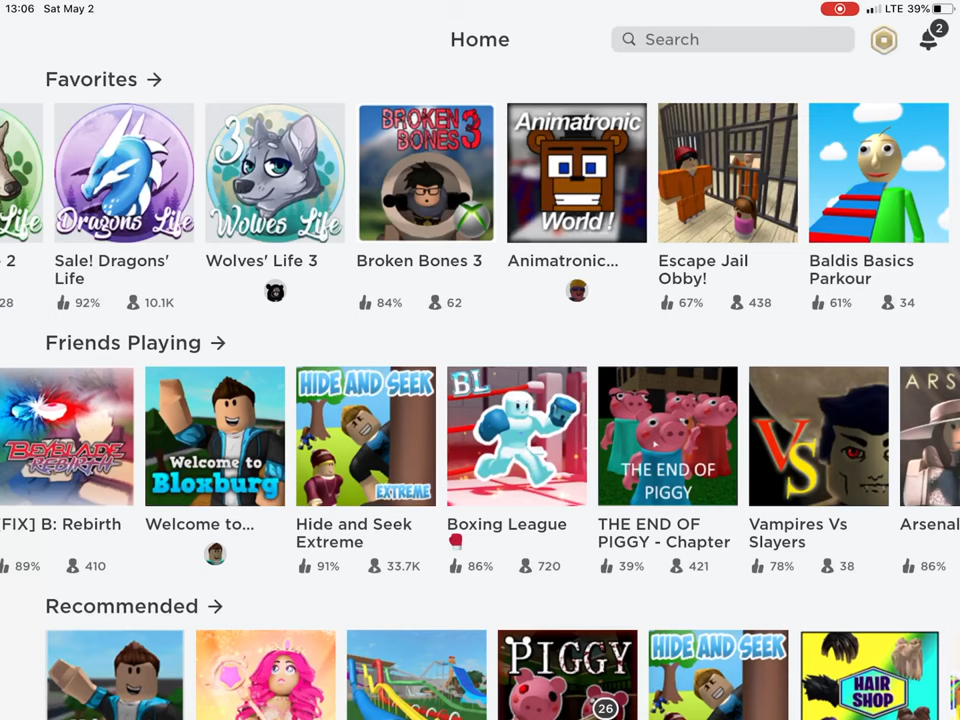 13:06 Sat May 2
LTE 39%
Home
Search
2
Favorites →
Life
Dragons Life
3
Wolves Life
BROKEN
BONES 3
Animatronic
World !
e 2
Sale! Dragons'
Life
Wolves' Life 3
Broken Bones 3
Animatronic...
Escape Jail
Obby!
Baldis Basics
Parkour
28
92% 10.1K
84% 62
67% 438
61% 34
Friends Playing →
BEYBLADE
REBIRTH
Welcome to
Bloxburg
HIDE AND SEEK
EXTREME
BL
THE END OF
PIGGY
VS
ARS
[FIX] B: Rebirth
Welcome to...
Hide and Seek
Extreme
Boxing League
THE END OF
PIGGY - Chapter
Vampires Vs
Slayers
Arsenal
89% 410
91% 33.7K
86% 720
39% 421
78% 38
86%
Recommended →
PIGGY
26
HIDE AND SEEK
HAIR
SHOP